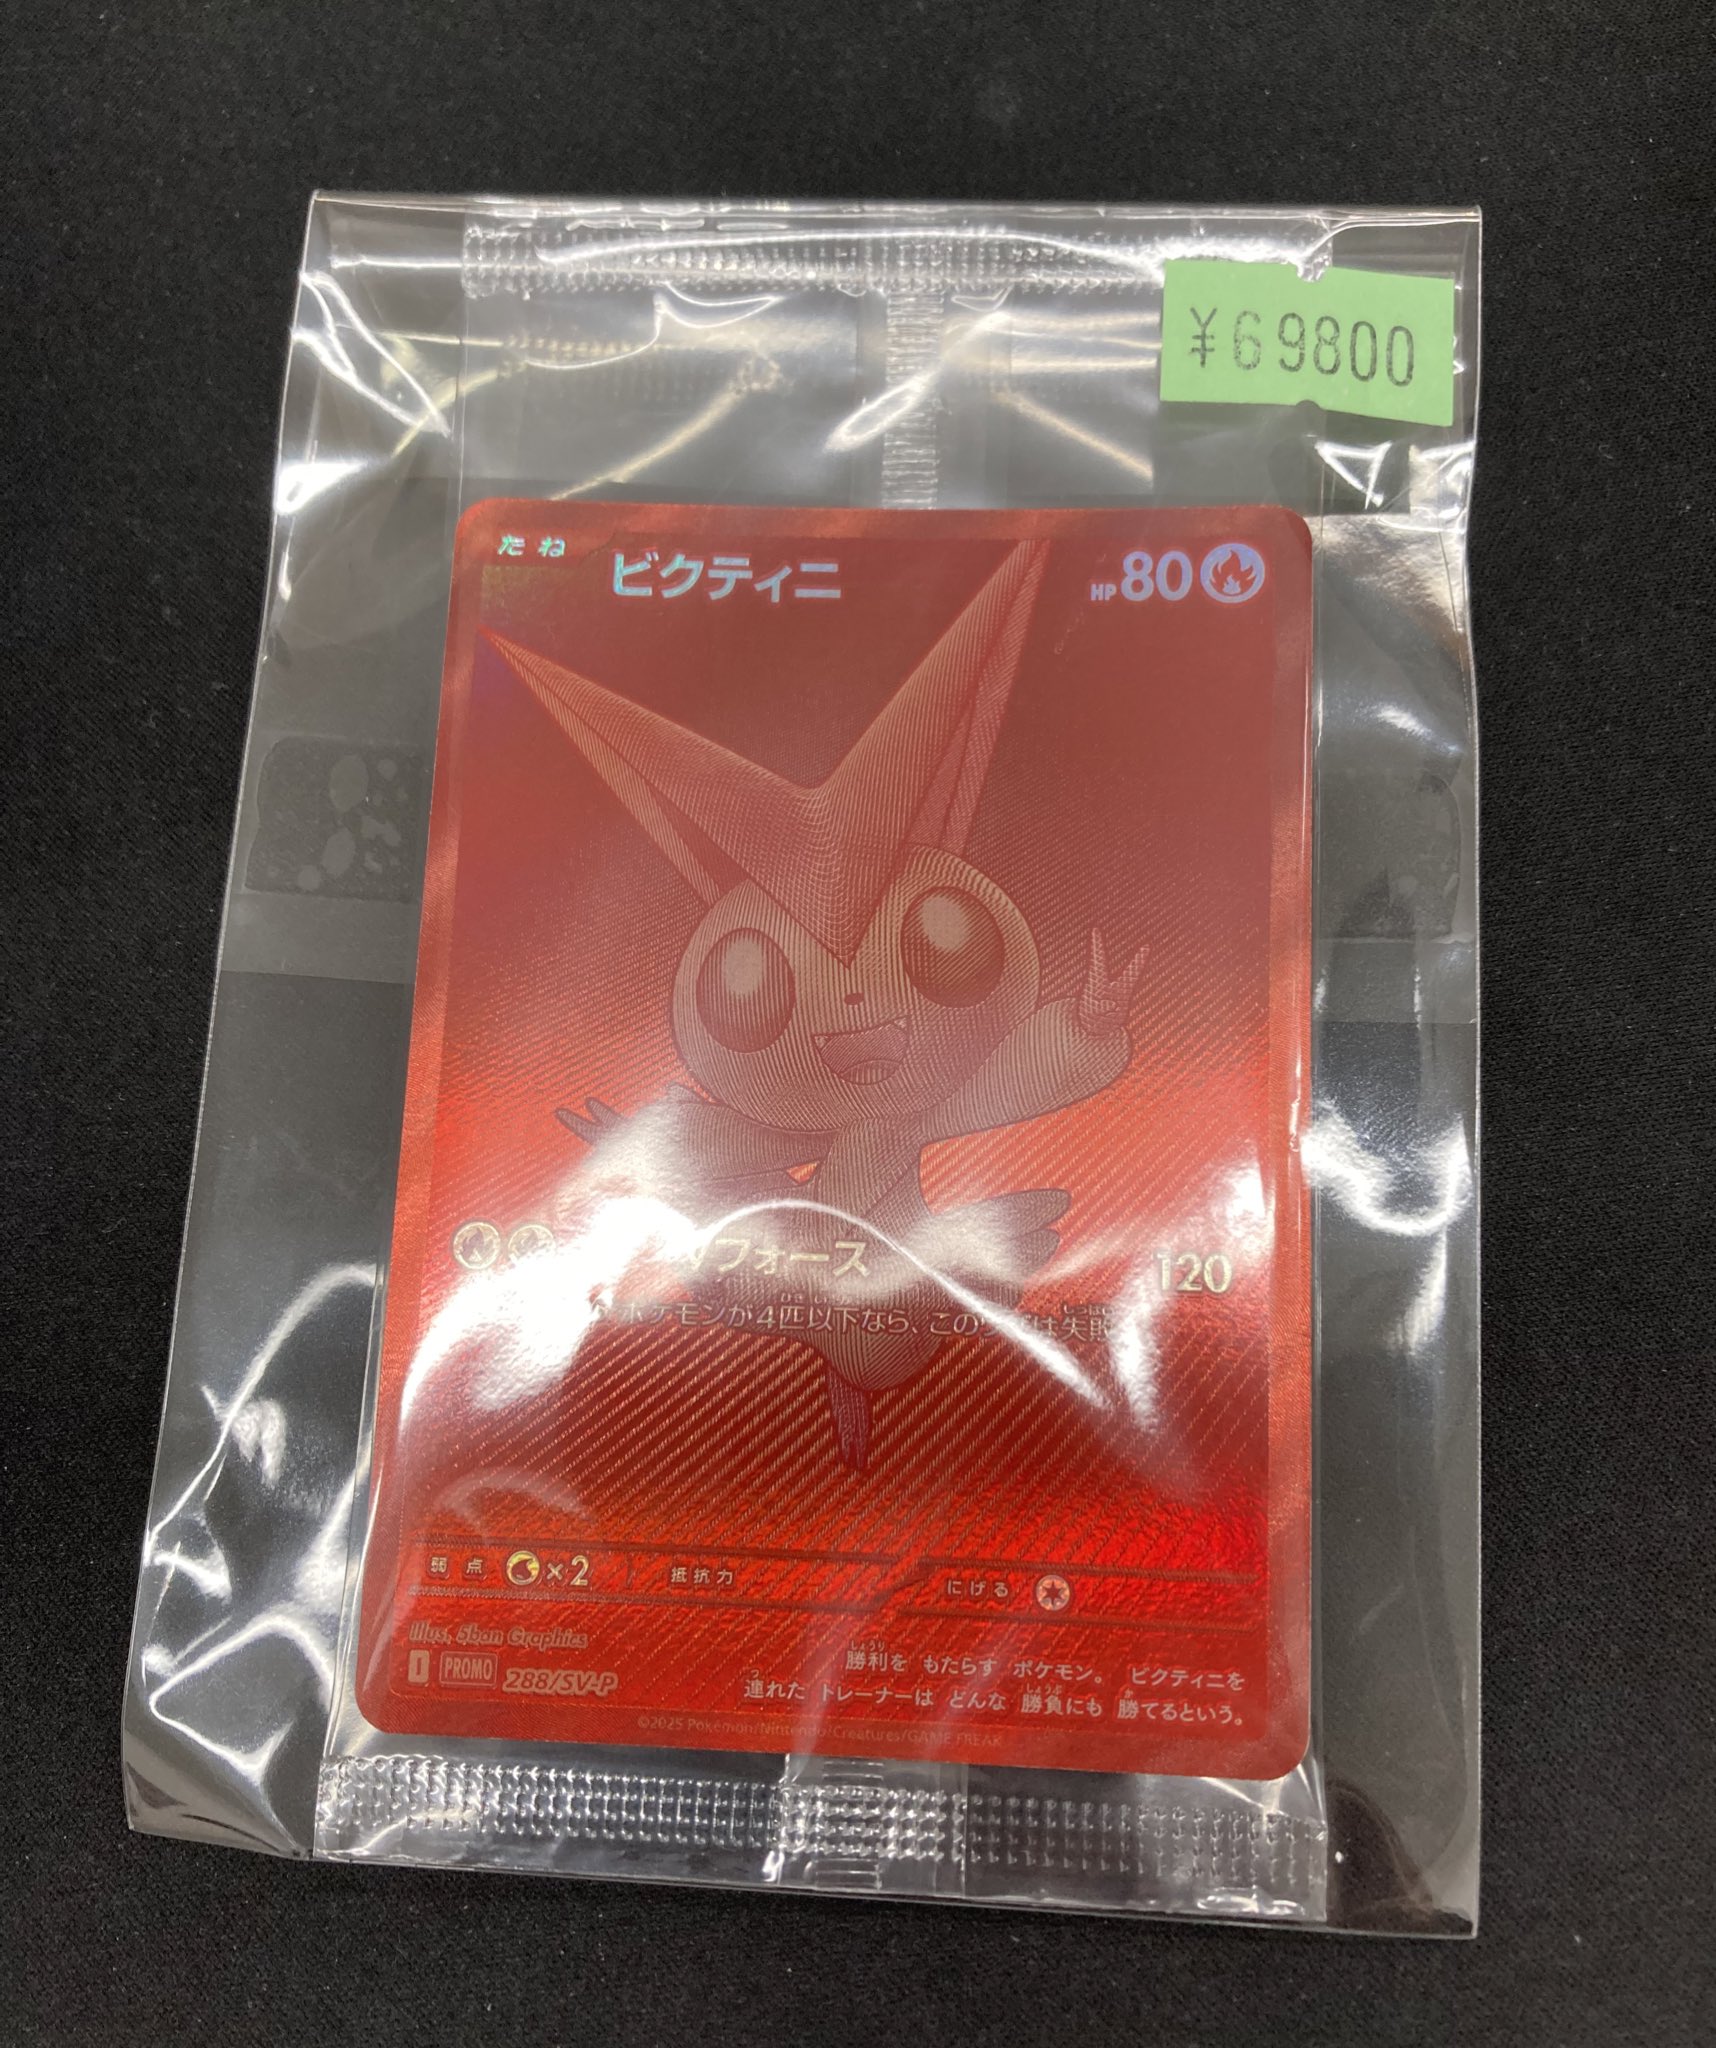 ¥69800
たね
ビクティニ
HP80
フォース
120
ポケモンが4匹以下なら、この
は失敗
弱点 ×2
抵抗力
にげる
Illus. 5ban Graphics
I PROMO 288/SV-P
勝利を もたらす ポケモン。 ビクティニを
連れた トレーナーは どんな 勝負にも 勝てるという。
©2025 Pokémon/Nintendo/Creatures/GAME FREAK